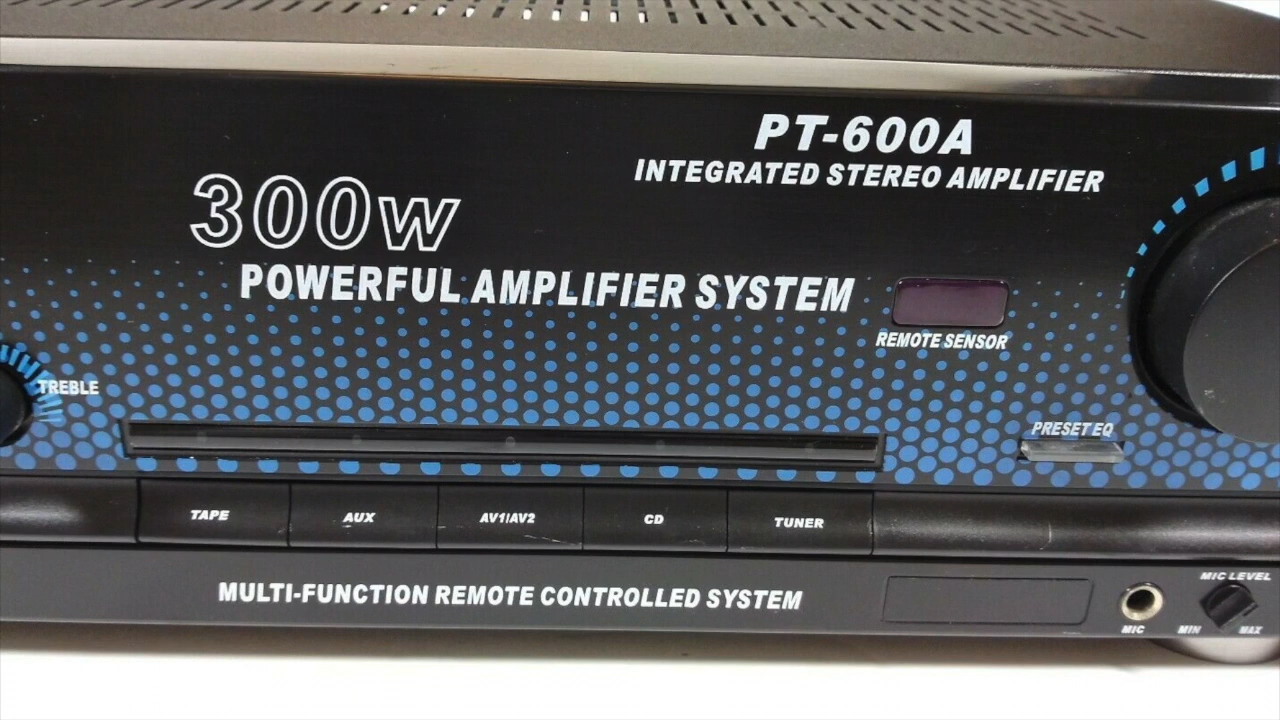 PT-600A
INTEGRATED STEREO AMPLIFIER
300W
POWERFUL AMPLIFIER SYSTEM
REMOTE SENSOR
TREBLE
PRESET EQ
TAPE AUX AV1/AV2 CD TUNER
MULTI-FUNCTION REMOTE CONTROLLED SYSTEM
MIC LEVEL
MIC MIN MAX